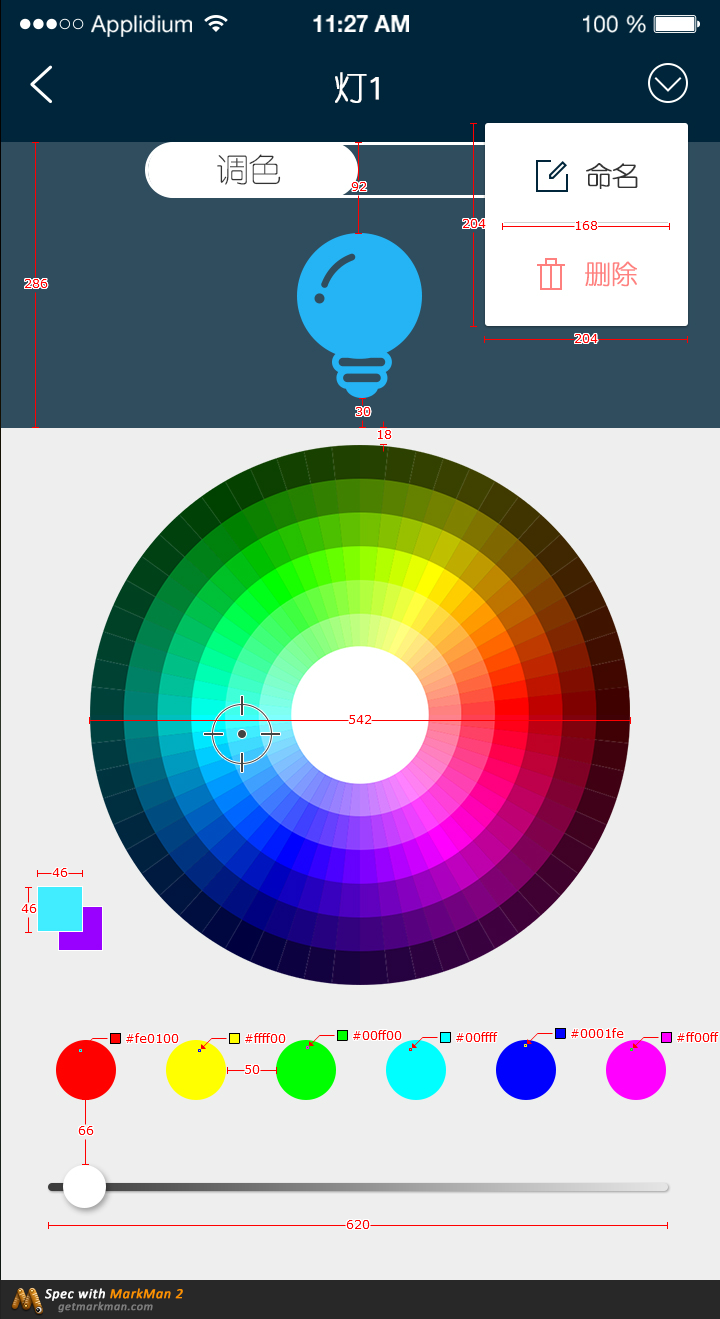 Applidium 11:27 AM 100 %
灯1
调色
92
命名
204
168
286
删除
204
30
18
542
46
46
#fe0100 #ffff00 #00ff00 #00ffff #0001fe #ff00ff
50
66
620
Spec with MarkMan 2
getmarkman.com